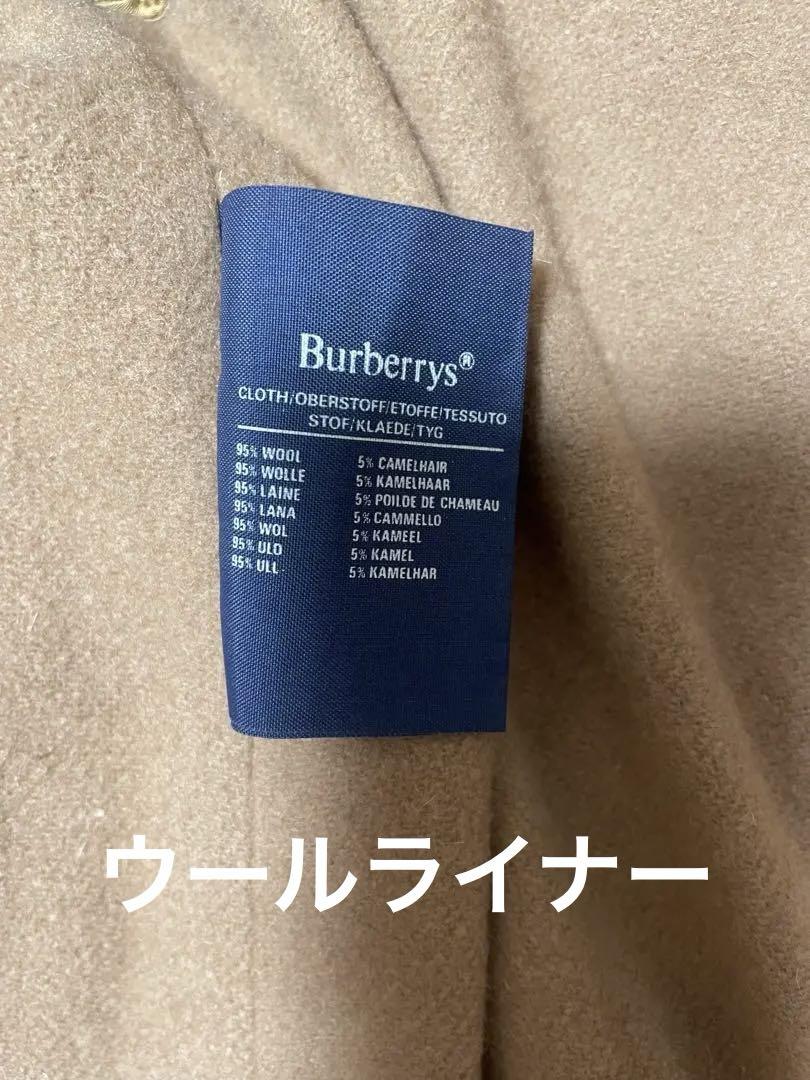 Burberrys®
CLOTH/OBERSTOFF/ETOFFE/TESSUTO
STOF/KLAEDE/TYG
95% WOOL 5% CAMELHAIR
95% WOLLE 5% KAMELHAAR
95% LAINE 5% POILDE DE CHAMEAU
95% LANA 5% CAMMELLO
95% WOL 5% KAMEEL
95% ULD 5% KAMEL
95% ULL 5% KAMELHAR
ウールライナー